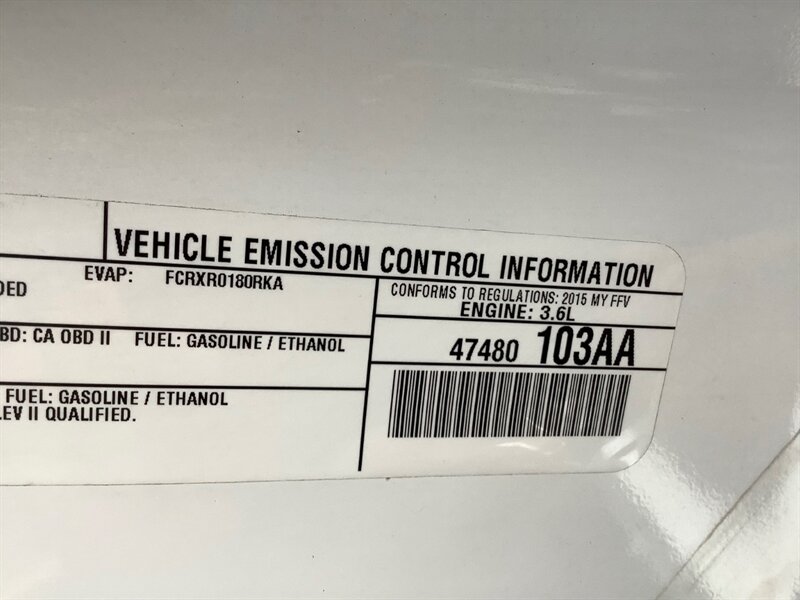 VEHICLE EMISSION CONTROL INFORMATION
DED
EVAP: FCRXR0180RKA
BD: CA OBD II FUEL: GASOLINE / ETHANOL
FUEL: GASOLINE / ETHANOL
EV II QUALIFIED.
CONFORMS TO REGULATIONS: 2015 MY FFV
ENGINE: 3.6L
47480 103AA